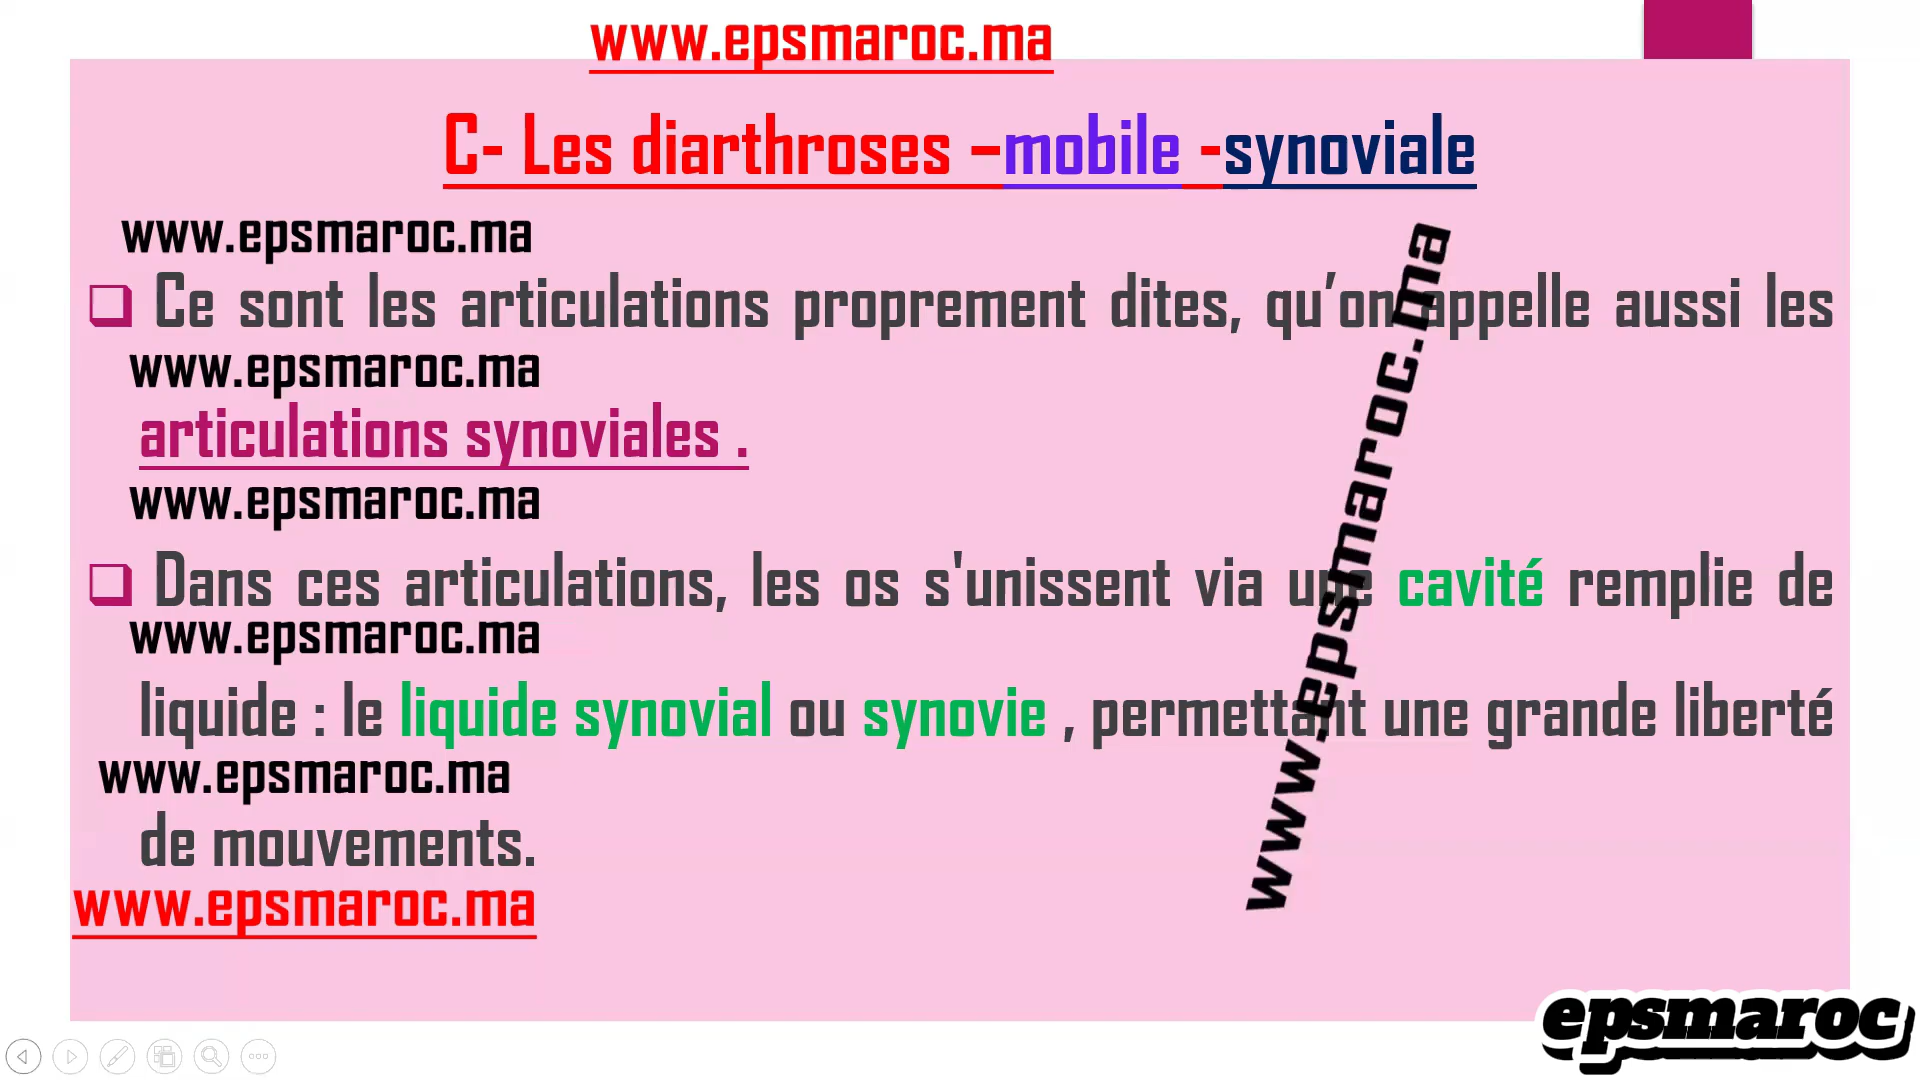 www.epsmaroc.ma
C- Les diarthroses –mobile -synoviale
www.epsmaroc.ma
Ce sont les articulations proprement dites, qu’on appelle aussi les
www.epsmaroc.ma
articulations synoviales .
www.epsmaroc.ma
Dans ces articulations, les os s'unissent via une cavité remplie de
www.epsmaroc.ma
liquide : le liquide synovial ou synovie , permettant une grande liberté
www.epsmaroc.ma
de mouvements.
www.epsmaroc.ma
www.epsmaroc.ma
epsmaroc